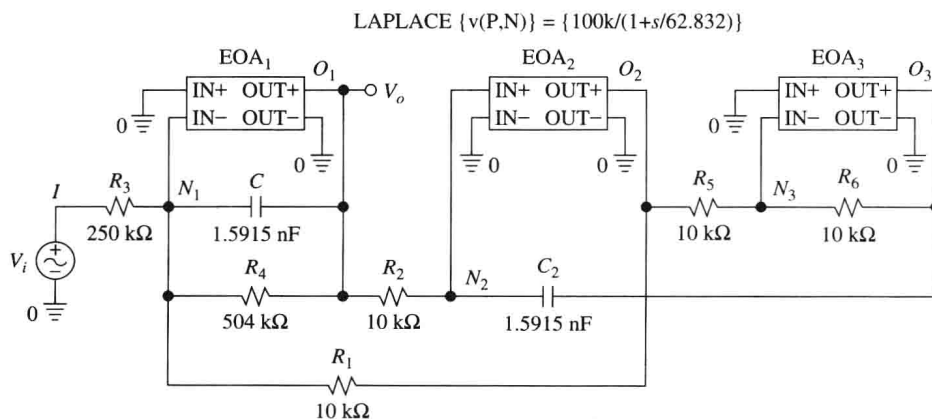 LAPLACE {v(P,N)} = {100k/(1+s/62.832)}
EOA1
O1
IN+ OUT+
IN− OUT−
Vo
0
0
EOA2
O2
IN+ OUT+
IN− OUT−
0
0
EOA3
O3
IN+ OUT+
IN− OUT−
0
0
I
R3
250 kΩ
N1
C
1.5915 nF
Vi
0
R4
504 kΩ
R2
10 kΩ
N2
C2
1.5915 nF
R5
10 kΩ
N3
R6
10 kΩ
R1
10 kΩ